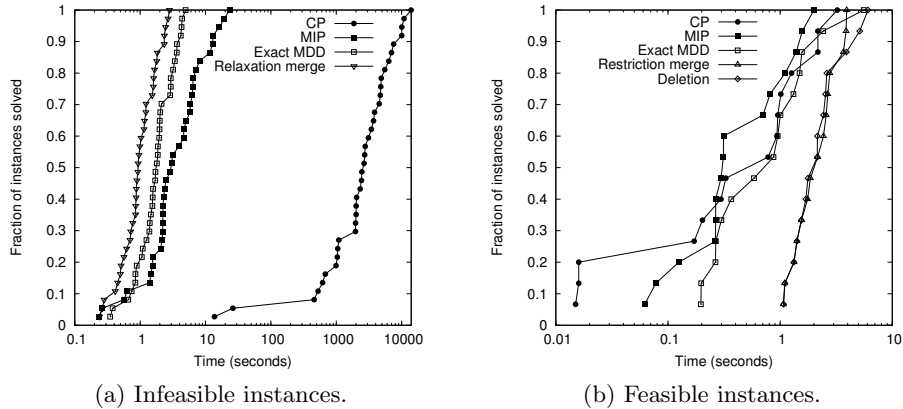 Fraction of instances solved
1
0.9
0.8
0.7
0.6
0.5
0.4
0.3
0.2
0.1
0
CP
MIP
Exact MDD
Relaxation merge
0.1
1
10
100
1000
10000
Time (seconds)
(a) Infeasible instances.
Fraction of instances solved
1
0.9
0.8
0.7
0.6
0.5
0.4
0.3
0.2
0.1
0
CP
MIP
Exact MDD
Restriction merge
Deletion
0.01
0.1
1
10
Time (seconds)
(b) Feasible instances.